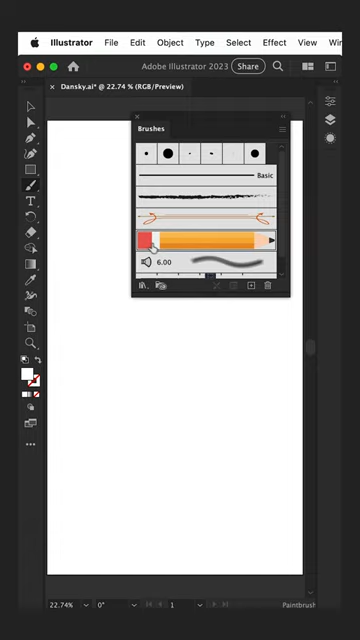 Illustrator File Edit Object Type Select Effect View Wir
Adobe Illustrator 2023 Share
Dansky.ai* @ 22.74 % (RGB/Preview)
Brushes
Basic
6.00
22.74% 0° 1 Paintbrush